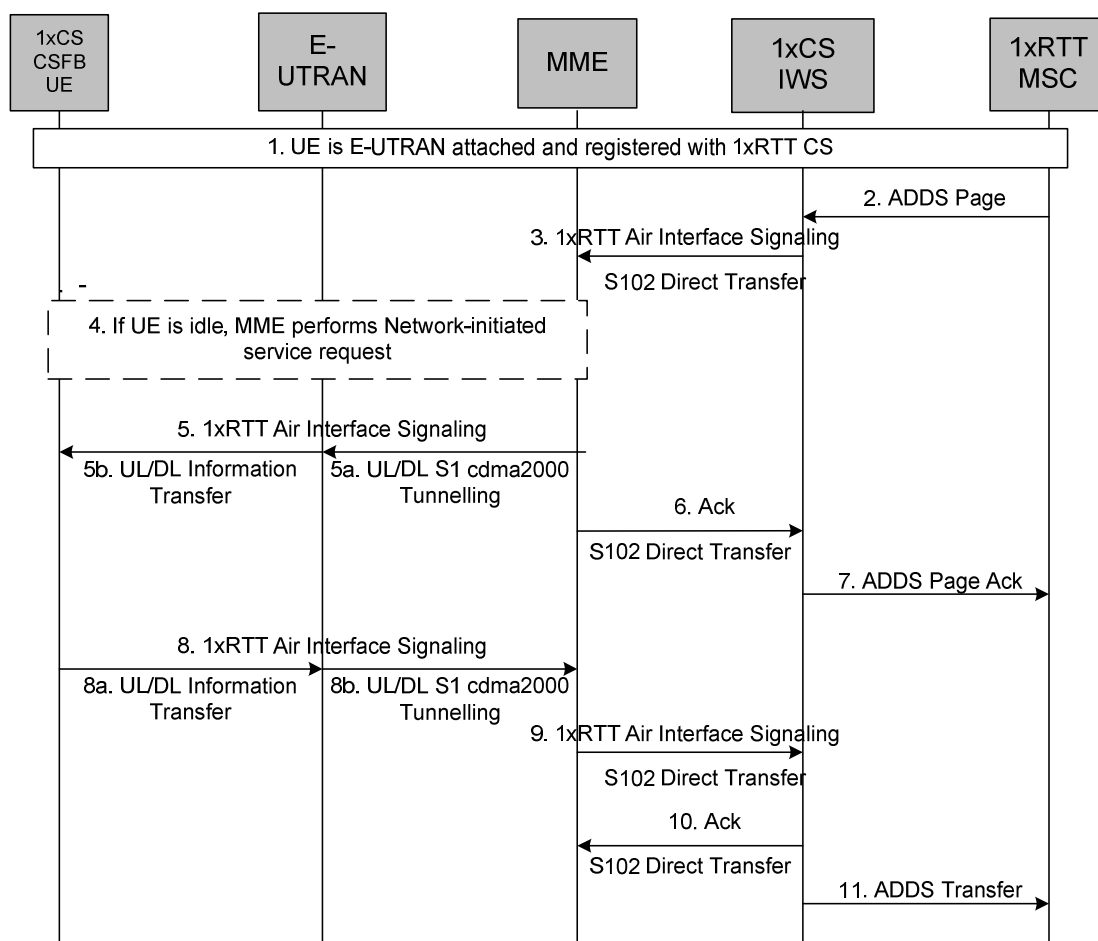 1xCS
CSFB
UE
E-
UTRAN
MME
1xCS
IWS
1xRTT
MSC
1. UE is E-UTRAN attached and registered with 1xRTT CS
2. ADDS Page
3. 1xRTT Air Interface Signaling
S102 Direct Transfer
4. If UE is idle, MME performs Network-initiated
service request
5. 1xRTT Air Interface Signaling
5b. UL/DL Information
Transfer
5a. UL/DL S1 cdma2000
Tunnelling
6. Ack
S102 Direct Transfer
7. ADDS Page Ack
8. 1xRTT Air Interface Signaling
8a. UL/DL Information
Transfer
8b. UL/DL S1 cdma2000
Tunnelling
9. 1xRTT Air Interface Signaling
S102 Direct Transfer
10. Ack
S102 Direct Transfer
11. ADDS Transfer